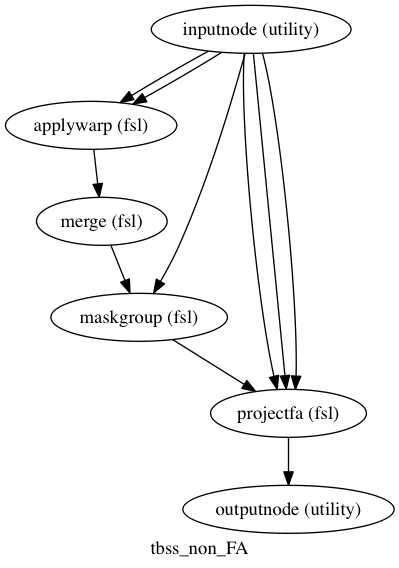 inputnode (utility)
applywarp (fsl)
merge (fsl)
maskgroup (fsl)
projectfa (fsl)
outputnode (utility)
tbss_non_FA